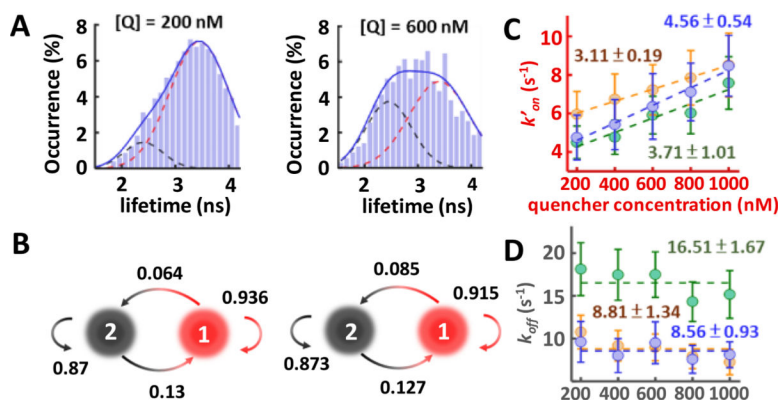 A
[Q] = 200 nM
Occurrence (%)
8
6
4
2
0
2
3
4
lifetime (ns)
[Q] = 600 nM
Occurrence (%)
8
6
4
2
0
2
3
4
lifetime (ns)
B
0.064
0.936
2
1
0.87
0.13
0.085
0.915
2
1
0.873
0.127
C
4.56±0.54
3.11±0.19
3.71±1.01
k'on (s-1)
10
8
6
4
200 400 600 800 1000
quencher concentration (nM)
D
16.51±1.67
8.81±1.34
8.56±0.93
koff (s-1)
20
15
10
200 400 600 800 1000